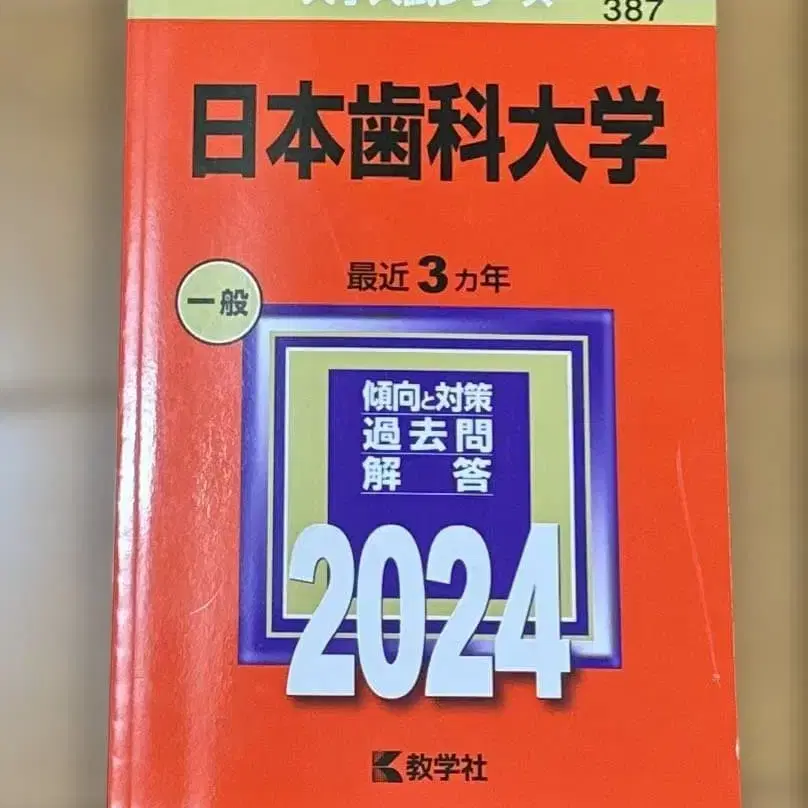 387
日本歯科大学
最近3ヵ年
一般
傾向と対策
過去問
解答
2024
教学社